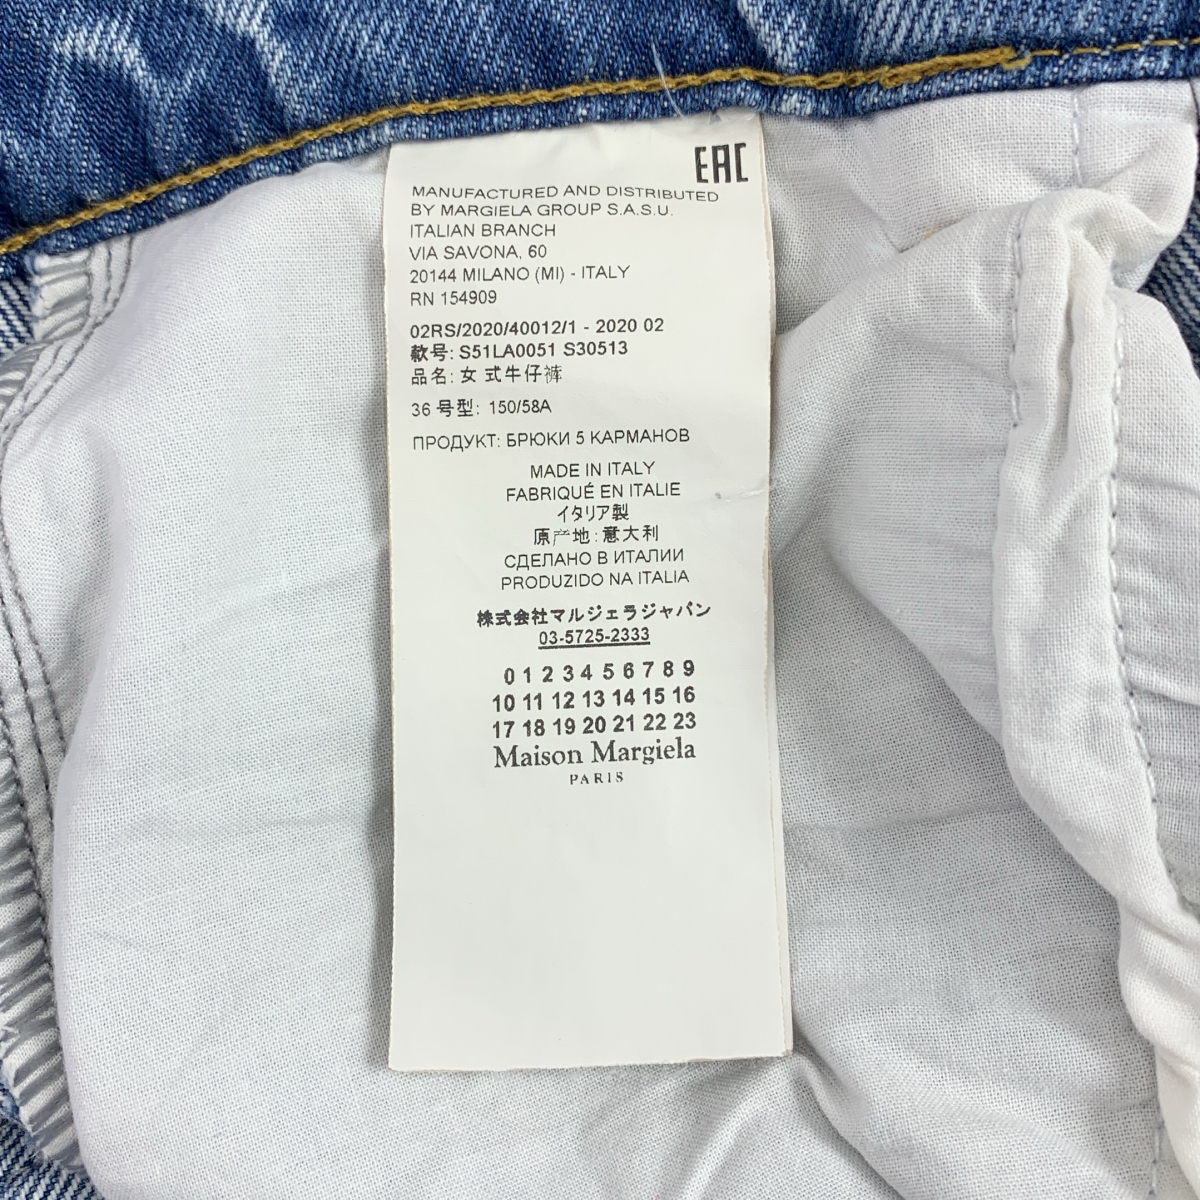 EAC
MANUFACTURED AND DISTRIBUTED
BY MARGIELA GROUP S.A.S.U.
ITALIAN BRANCH
VIA SAVONA, 60
20144 MILANO (MI) - ITALY
RN 154909
02RS/2020/40012/1 - 2020 02
款号: S51LA0051 S30513
品名: 女 式牛仔裤
36 号型: 150/58A
ПРОДУКТ: БРЮКИ 5 КАРМАНОВ
MADE IN ITALY
FABRIQUÉ EN ITALIE
イタリア製
原产地: 意大利
СДЕЛАНО В ИТАЛИИ
PRODUZIDO NA ITALIA
株式会社マルジェラジャパン
03-5725-2333
0 1 2 3 4 5 6 7 8 9
10 11 12 13 14 15 16
17 18 19 20 21 22 23
Maison Margiela
PARIS